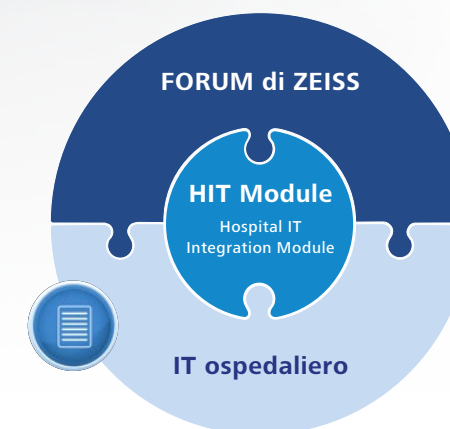 FORUM di ZEISS
HIT Module
Hospital IT
Integration Module
IT ospedaliero